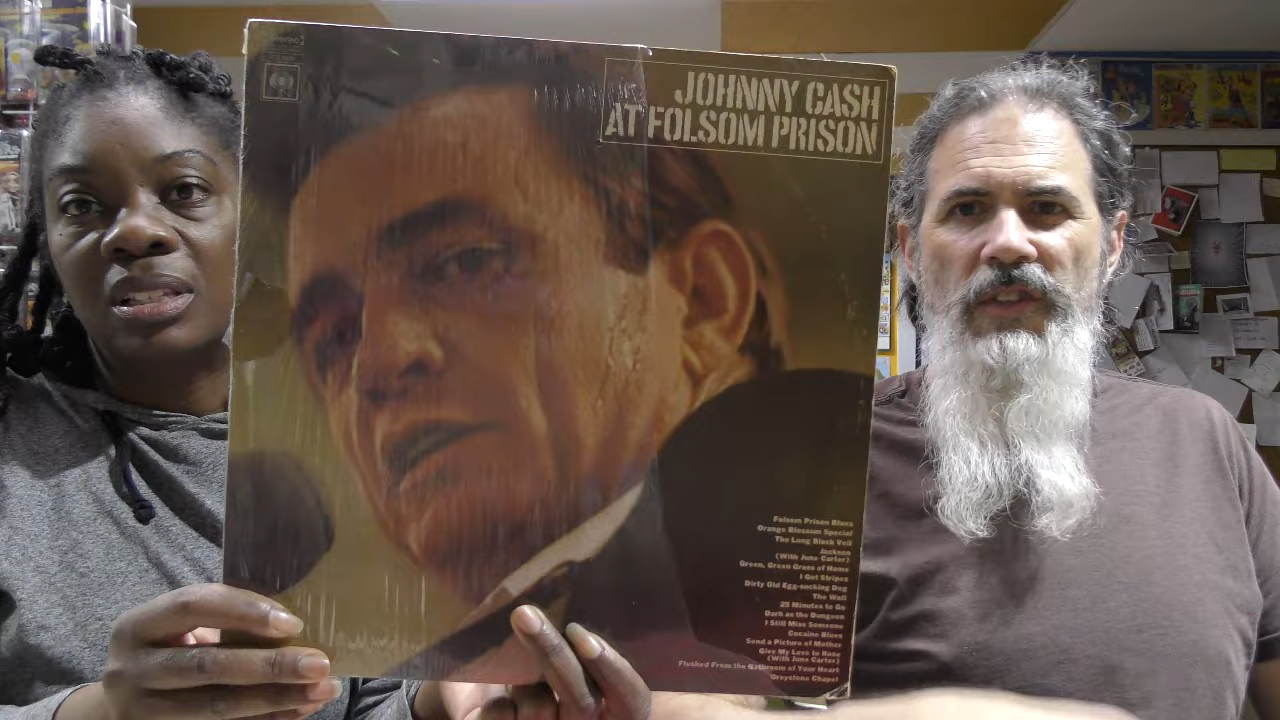 Stereo
JOHNNY CASH
AT FOLSOM PRISON
Folsom Prison Blues
Orange Blossom Special
The Long Black Veil
Jackson
(With June Carter)
Green, Green Grass of Home
I Got Stripes
Dirty Old Egg-sucking Dog
The Wall
25 Minutes to Go
Dark as the Dungeon
I Still Miss Someone
Cocaine Blues
Send a Picture of Mother
Give My Love to Rose
(With June Carter)
Flushed From the Bathroom of Your Heart
Greystone Chapel